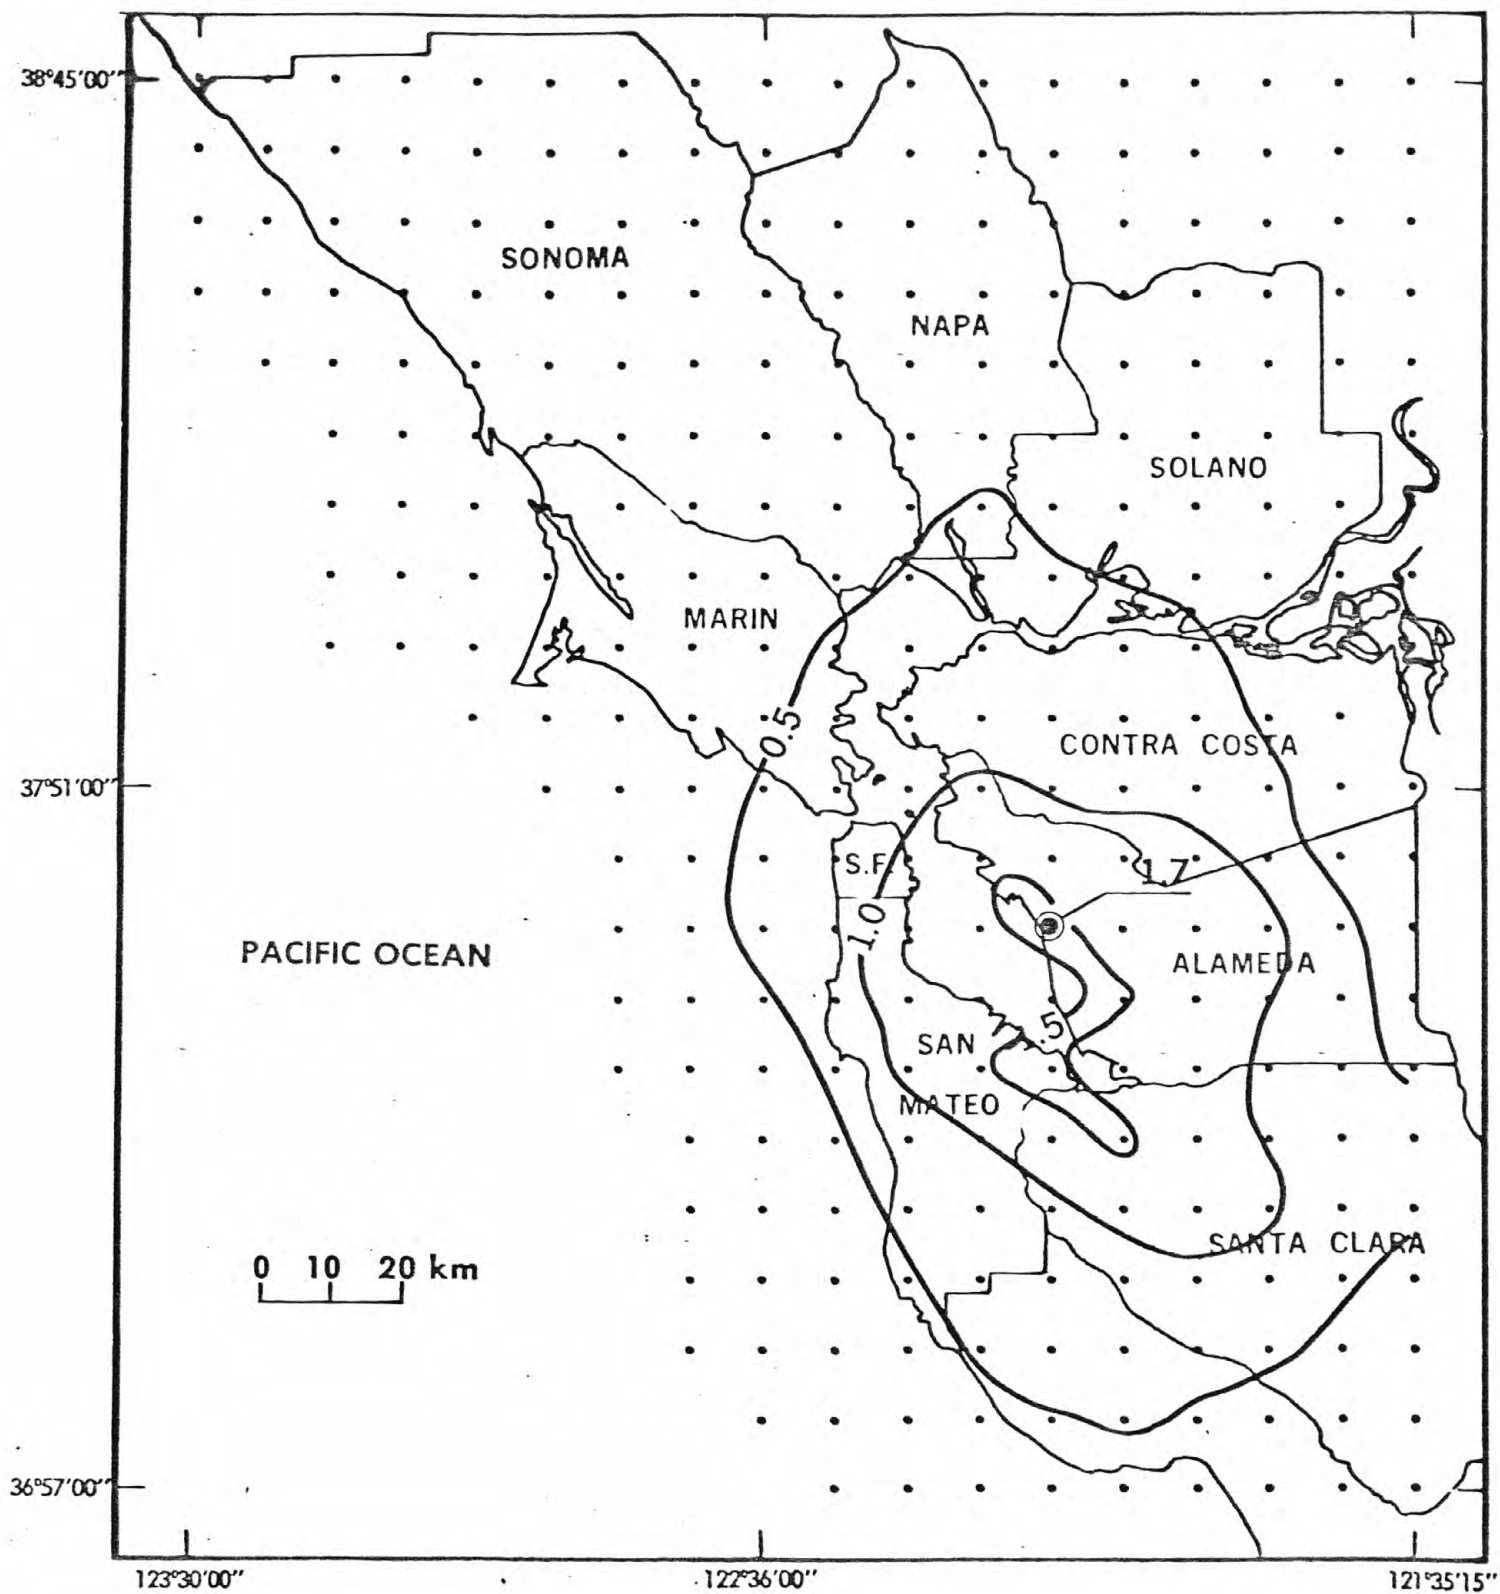 38°45'00"
SONOMA
NAPA
SOLANO
MARIN
0.5
CONTRA COSTA
37°51'00"
S.F.
1.7
1.0
PACIFIC OCEAN
ALAMEDA
.5
SAN
MATEO
SANTA CLARA
0 10 20 km
36°57'00"
123°30'00" 122°36'00" 121°35'15"